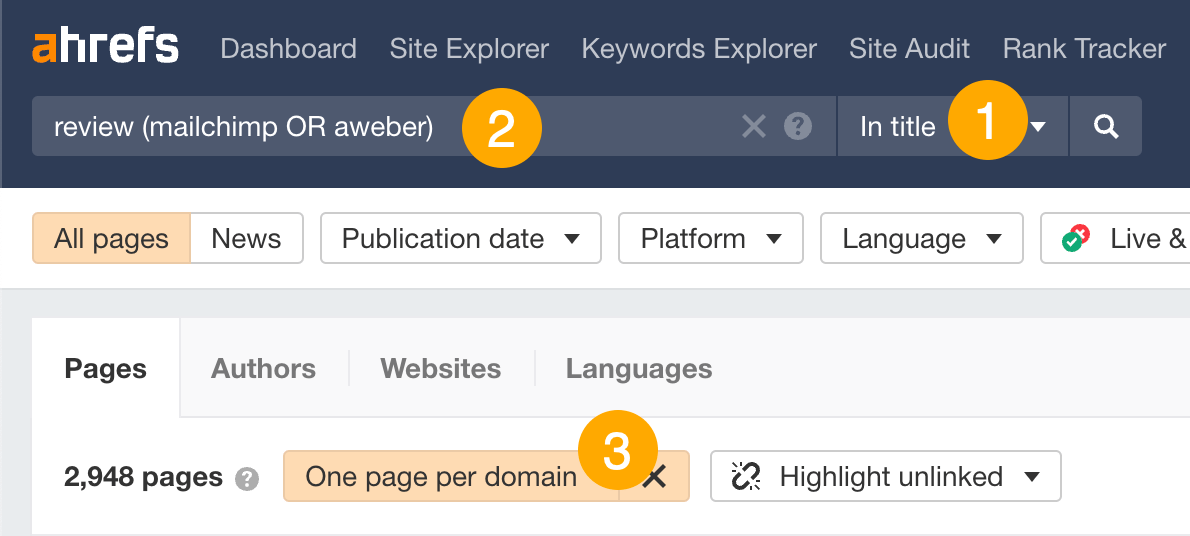 ahrefs Dashboard Site Explorer Keywords Explorer Site Audit Rank Tracker
review (mailchimp OR aweber) 2 ? In title 1
All pages News Publication date Platform Language Live &
Pages Authors Websites Languages
2,948 pages ? One page per domain 3 Highlight unlinked